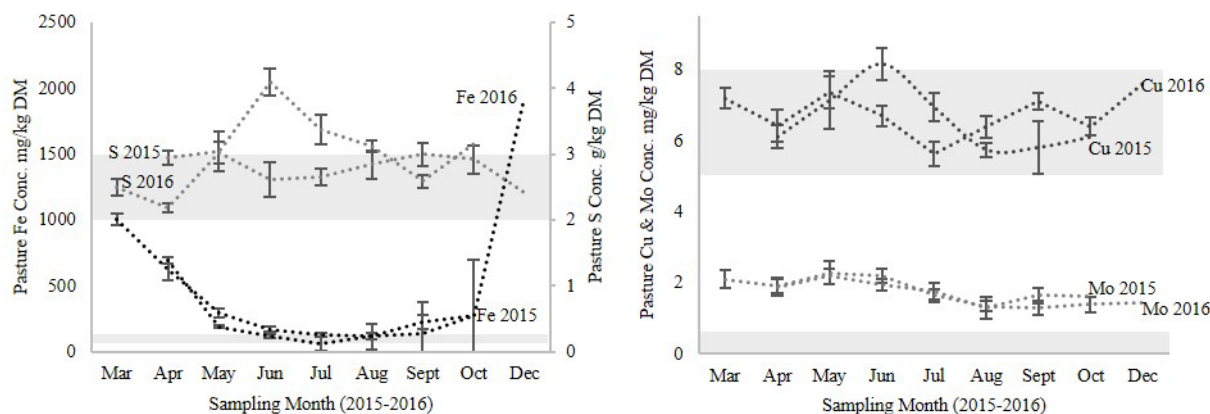 Pasture Fe Conc. mg/kg DM
2500
2000
1500
1000
500
0
S 2015
S 2016
Fe 2016
Fe 2015
5
4
3
2
1
0
Pasture S Conc. g/kg DM
Mar Apr May Jun Jul Aug Sept Oct Dec
Sampling Month (2015-2016)
Pasture Cu & Mo Conc. mg/kg DM
8
6
4
2
0
Cu 2016
Cu 2015
Mo 2015
Mo 2016
Mar Apr May Jun Jul Aug Sept Oct Dec
Sampling Month (2015-2016)